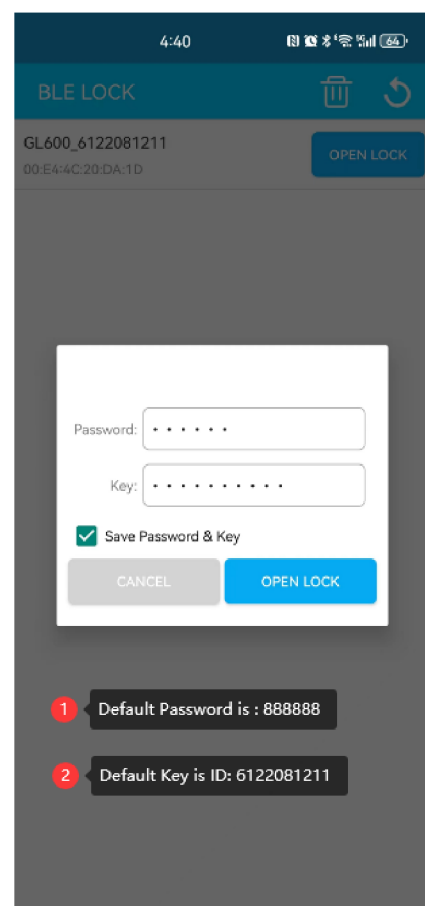 4:40
64
BLE LOCK
GL600_6122081211
00:E4:4C:20:DA:1D
OPEN LOCK
Password: ••••••
Key: ••••••••••
Save Password & Key
CANCEL
OPEN LOCK
1 Default Password is : 888888
2 Default Key is ID: 6122081211